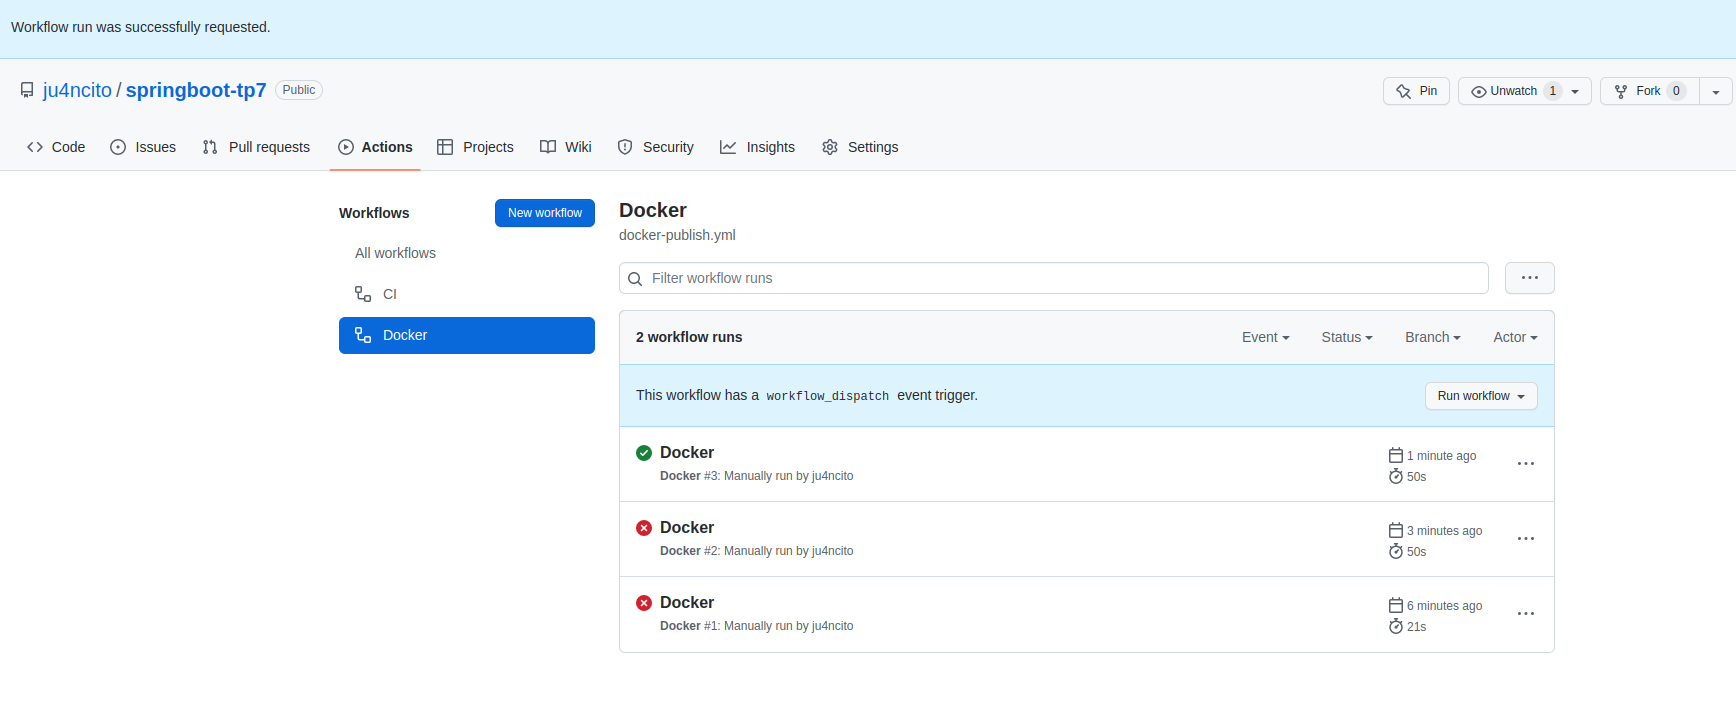 Workflow run was successfully requested.
ju4ncito / springboot-tp7 Public
Pin Unwatch 1 Fork 0
Code Issues Pull requests Actions Projects Wiki Security Insights Settings
Workflows New workflow
All workflows
CI
Docker
Docker
docker-publish.yml
Filter workflow runs
2 workflow runs Event Status Branch Actor
This workflow has a workflow_dispatch event trigger. Run workflow
Docker
Docker #3: Manually run by ju4ncito
1 minute ago
50s
Docker
Docker #2: Manually run by ju4ncito
3 minutes ago
50s
Docker
Docker #1: Manually run by ju4ncito
6 minutes ago
21s